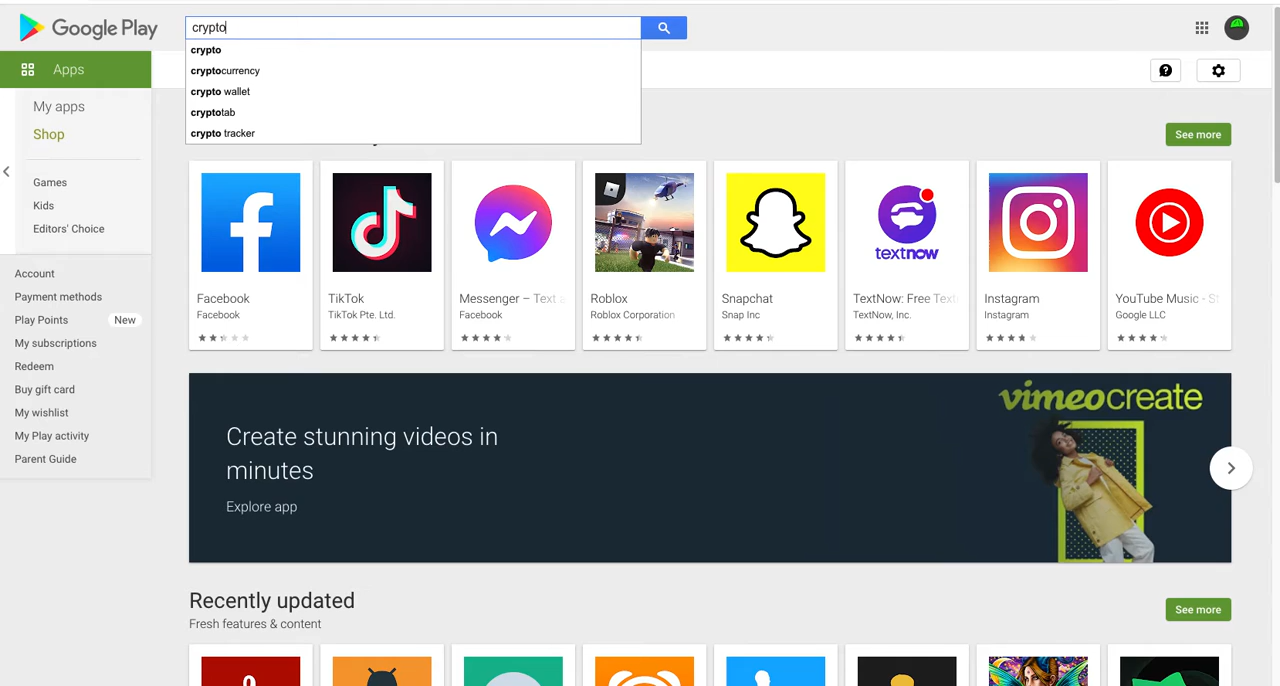 Google Play
crypto
crypto
cryptocurrency
crypto wallet
cryptotab
crypto tracker
Apps
My apps
Shop
Games
Kids
Editors' Choice
Account
Payment methods
Play Points New
My subscriptions
Redeem
Buy gift card
My wishlist
My Play activity
Parent Guide
See more
textnow
Facebook
Facebook
TikTok
TikTok Pte. Ltd.
Messenger – Text a
Facebook
Roblox
Roblox Corporation
Snapchat
Snap Inc
TextNow: Free Text
TextNow, Inc.
Instagram
Instagram
YouTube Music - S
Google LLC
vimeocreate
Create stunning videos in
minutes
Explore app
Recently updated
Fresh features & content
See more